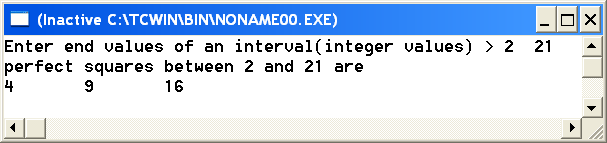 (Inactive C:\TCWIN\BIN\NONAME00.EXE)
Enter end values of an interval(integer values) > 2  21
perfect squares between 2 and 21 are
4       9       16